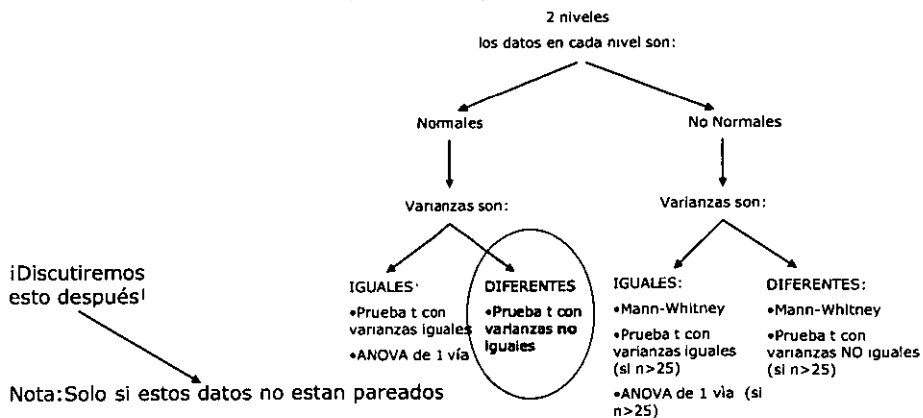 2 niveles
los datos en cada nivel son:
Normales
No Normales
Varianzas son:
Varianzas son:
¡Discutiremos
esto después!
IGUALES:
•Prueba t con
varianzas iguales
•ANOVA de 1 vía
DIFERENTES
•Prueba t con
varianzas no
iguales
IGUALES:
•Mann-Whitney
•Prueba t con
varianzas iguales
(si n>25)
•ANOVA de 1 vìa (si
n>25)
DIFERENTES:
•Mann-Whitney
•Prueba t con
varianzas NO iguales
(si n>25)
Nota:Solo si estos datos no estan pareados